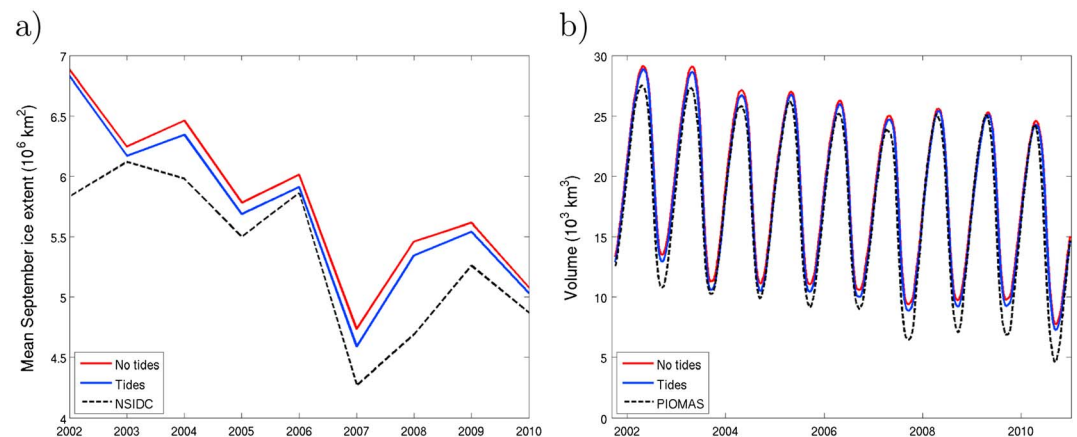 a)
Mean September ice extent (10⁶ km²)
7
6.5
6
5.5
5
4.5
4
2002 2003 2004 2005 2006 2007 2008 2009 2010
No tides
Tides
NSIDC
b)
Volume (10³ km³)
30
25
20
15
10
5
0
2002 2004 2006 2008 2010
No tides
Tides
PIOMAS